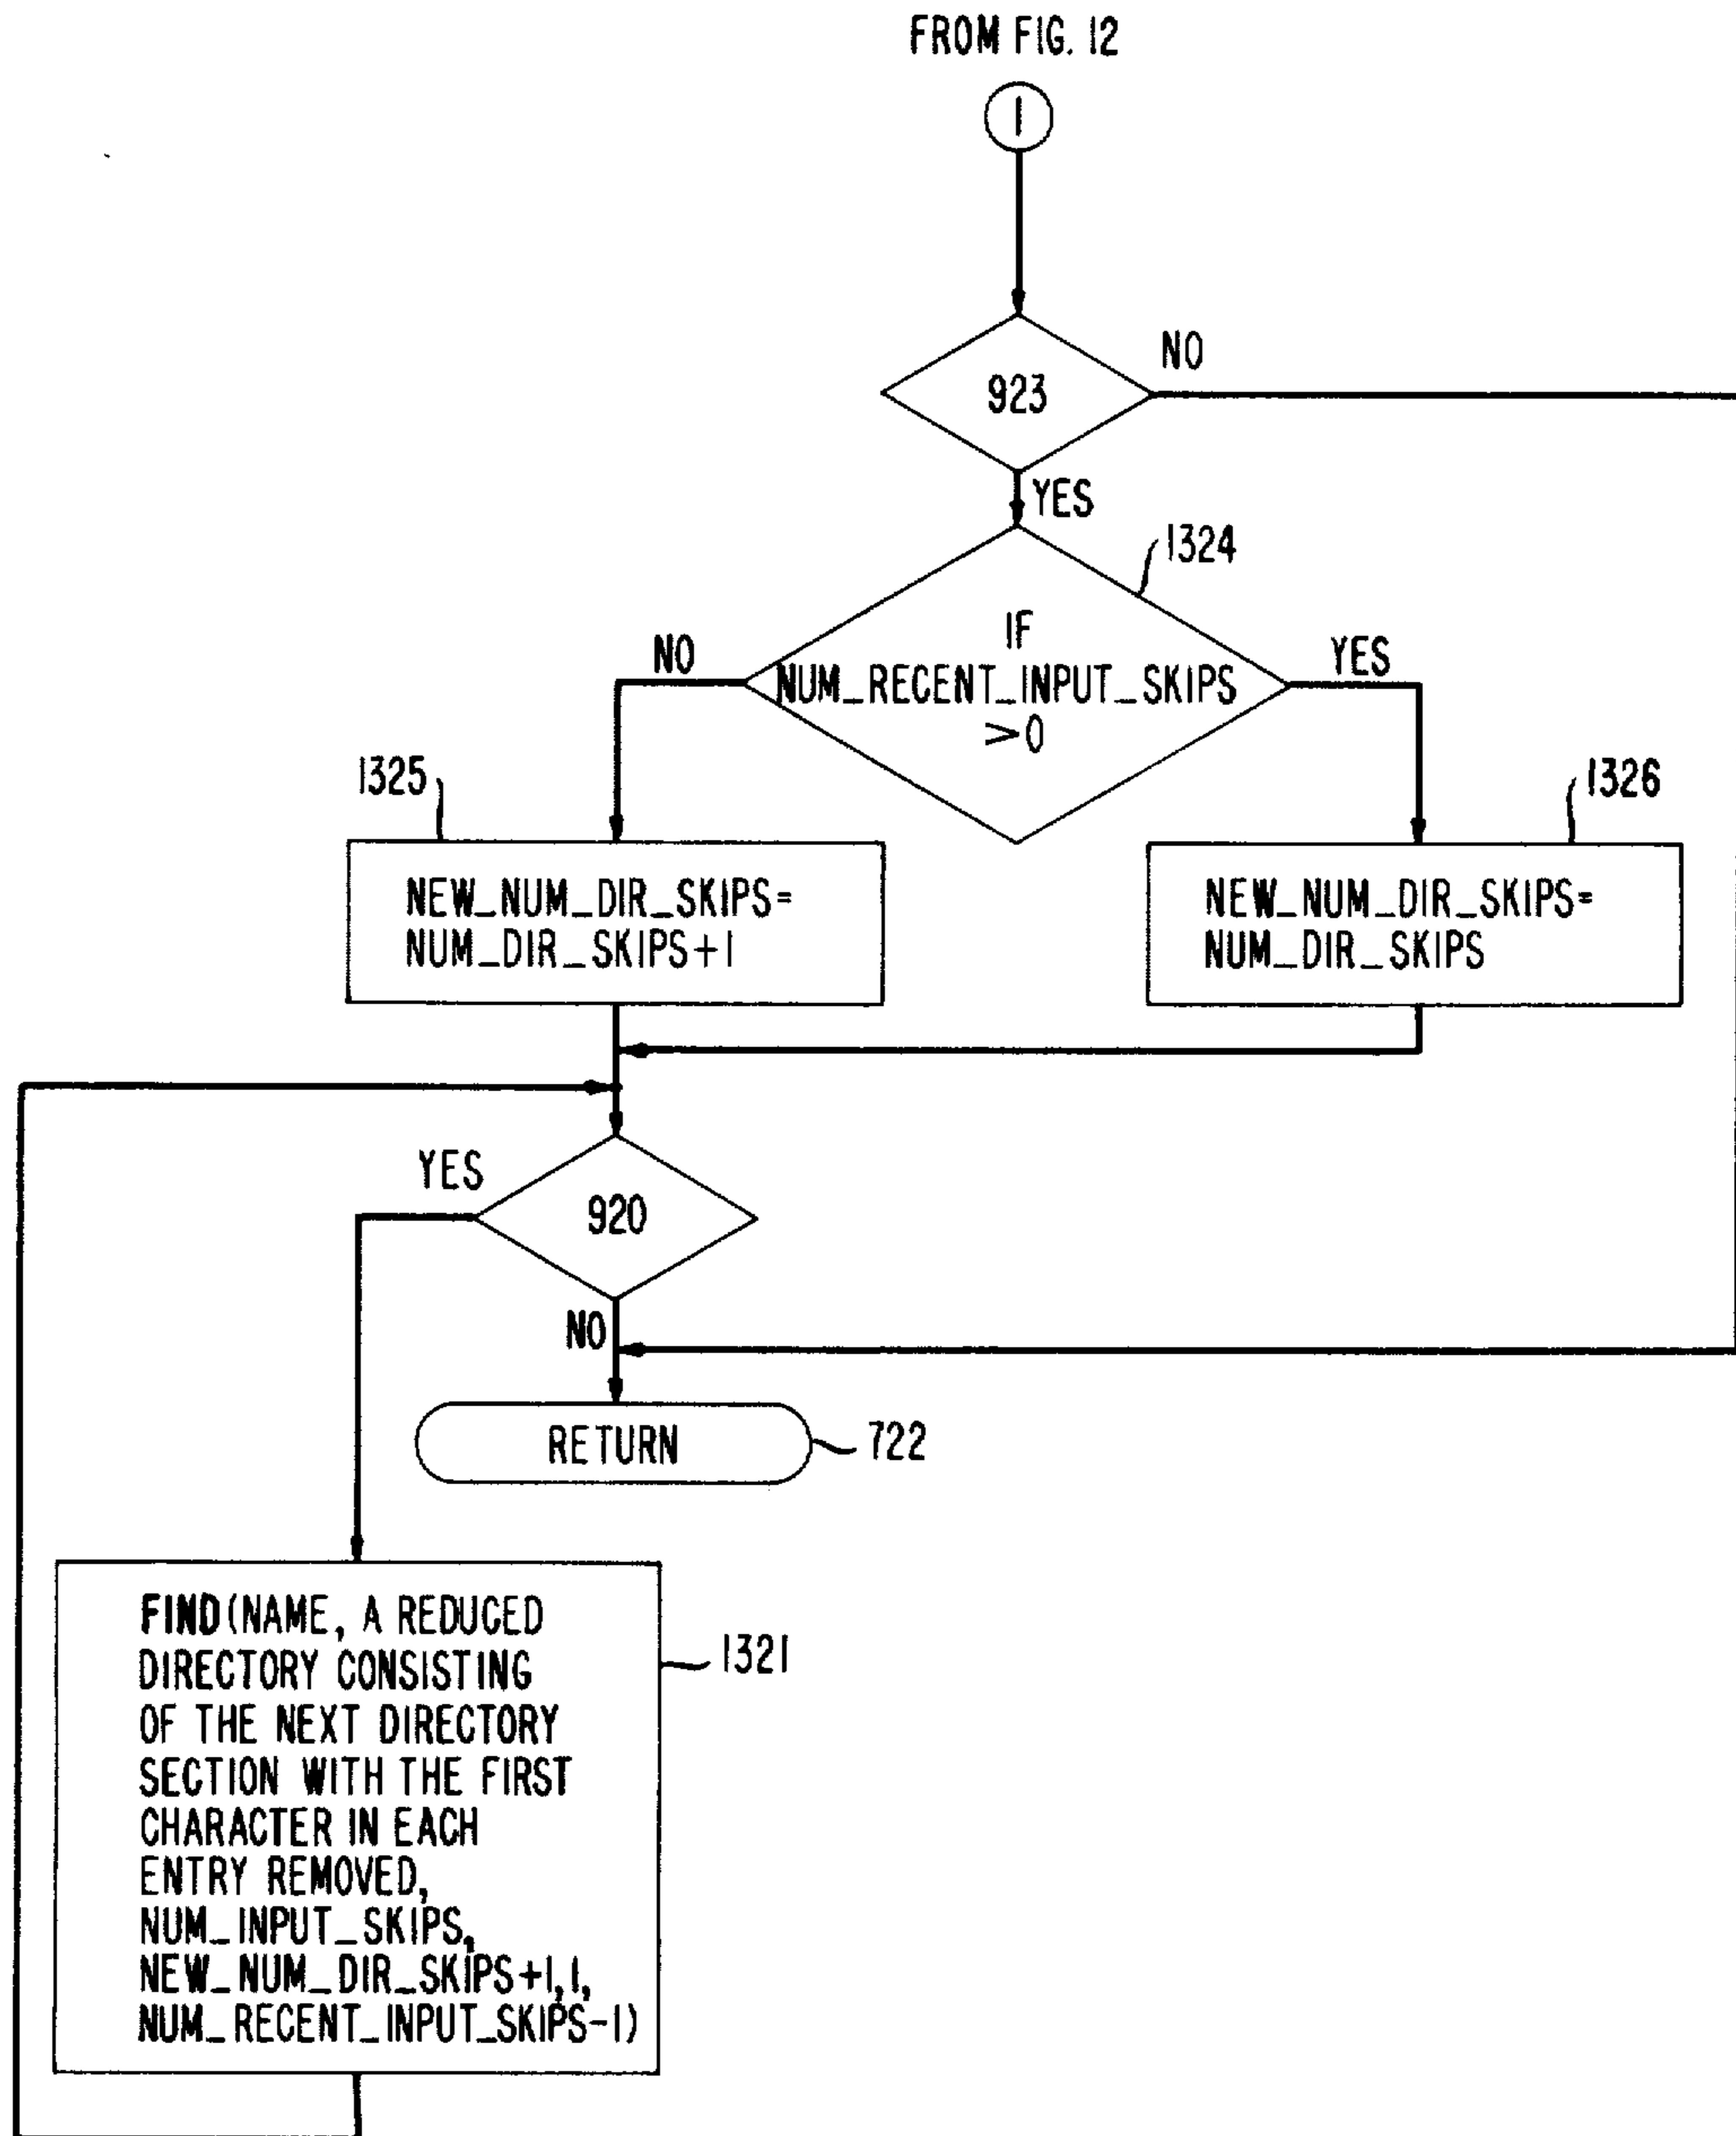 FROM FIG. 12
1
923
NO
YES
1324
IF
NUM_RECENT_INPUT_SKIPS
>0
NO
YES
1325
1326
NEW_NUM_DIR_SKIPS=
NUM_DIR_SKIPS+1
NEW_NUM_DIR_SKIPS=
NUM_DIR_SKIPS
YES
920
NO
RETURN
722
FIND(NAME, A REDUCED
DIRECTORY CONSISTING
OF THE NEXT DIRECTORY
SECTION WITH THE FIRST
CHARACTER IN EACH
ENTRY REMOVED,
NUM_INPUT_SKIPS,
NEW_NUM_DIR_SKIPS+1,1,
NUM_RECENT_INPUT_SKIPS-1)
1321